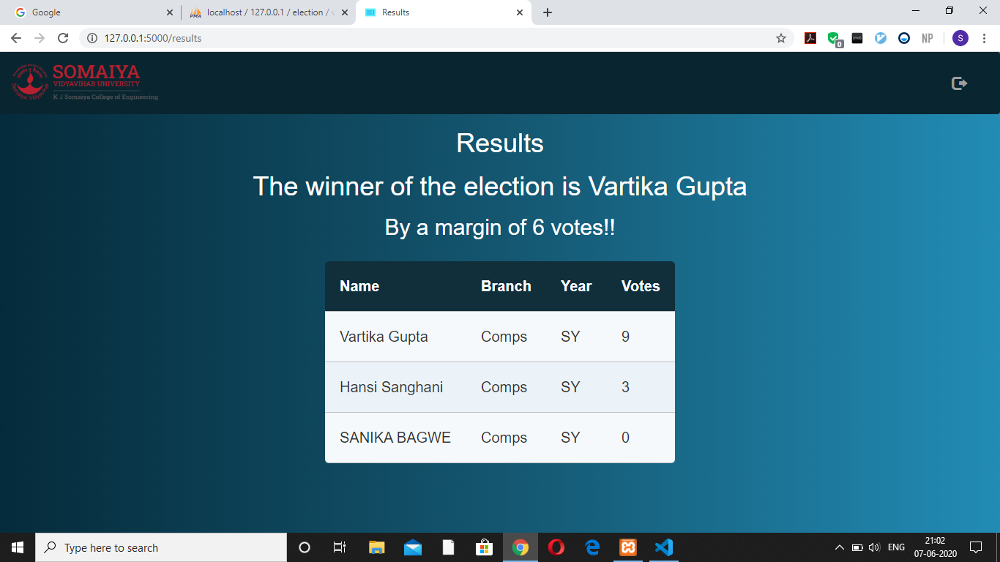 Google
localhost / 127.0.0.1 / election /
Results
127.0.0.1:5000/results
0
NP
S
SOMAIYA
VIDYAVIHAR UNIVERSITY
K J Somaiya College of Engineering
Results
The winner of the election is Vartika Gupta
By a margin of 6 votes!!
Name Branch Year Votes
Vartika Gupta Comps SY 9
Hansi Sanghani Comps SY 3
SANIKA BAGWE Comps SY 0
Type here to search
ENG
21:02
07-06-2020